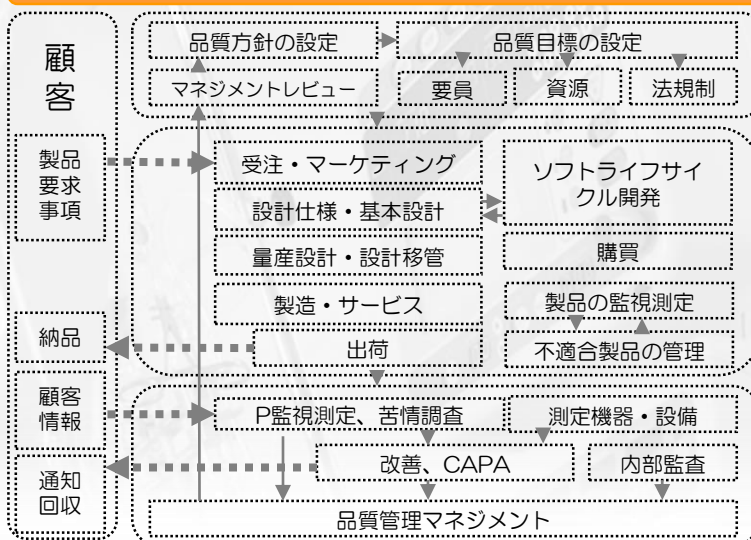 顧
客
製品
要求
事項
納品
顧客
情報
通知
回収
品質方針の設定
品質目標の設定
マネジメントレビュー
要員
資源
法規制
受注・マーケティング
設計仕様・基本設計
量産設計・設計移管
製造・サービス
出荷
ソフトライフサイ
クル開発
購買
製品の監視測定
不適合製品の管理
P監視測定、苦情調査
測定機器・設備
改善、CAPA
内部監査
品質管理マネジメント